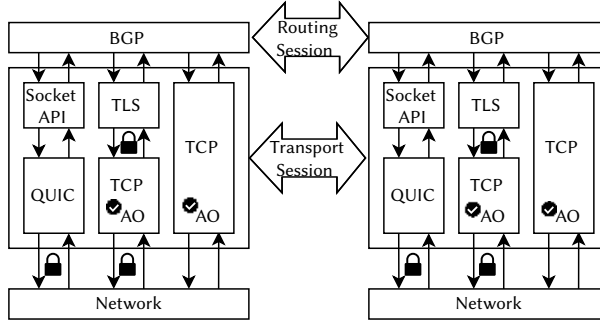 BGP
Routing
Session
BGP
Socket
API
TLS
TCP
QUIC
TCP
AO
AO
Transport
Session
Socket
API
TLS
TCP
QUIC
TCP
AO
AO
Network
Network